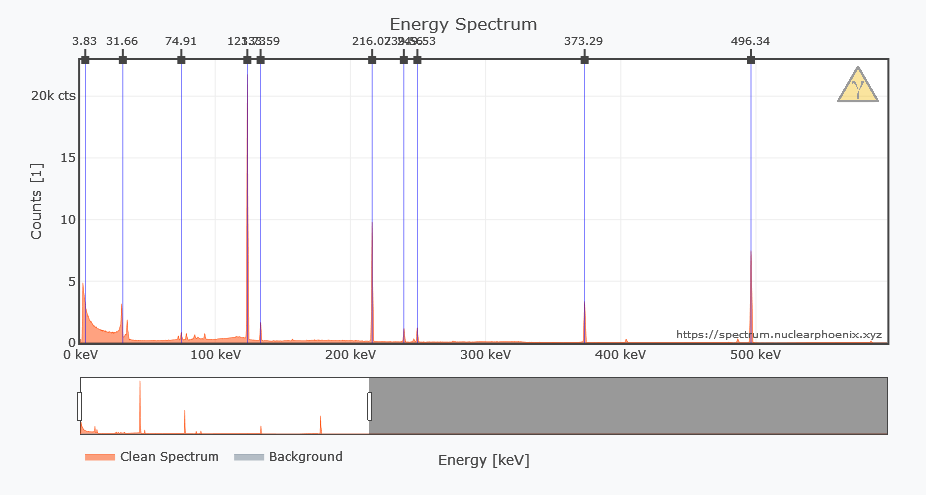 Energy Spectrum
3.83 31.66 74.91 216.07 373.29 496.34
20k cts
15
10
5
0
Counts [1]
γ
https://spectrum.nuclearphoenix.xyz
0 keV 100 keV 200 keV 300 keV 400 keV 500 keV
Clean Spectrum Background
Energy [keV]